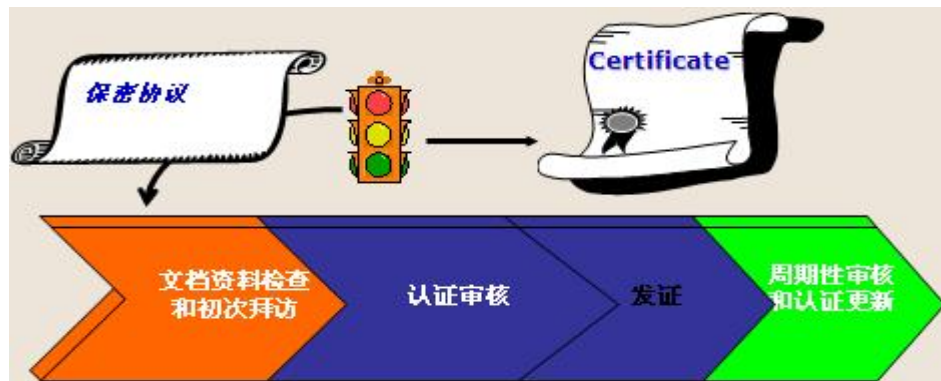 保密协议
Certificate
文档资料检查
和初次拜访
认证审核
发证
周期性审核
和认证更新